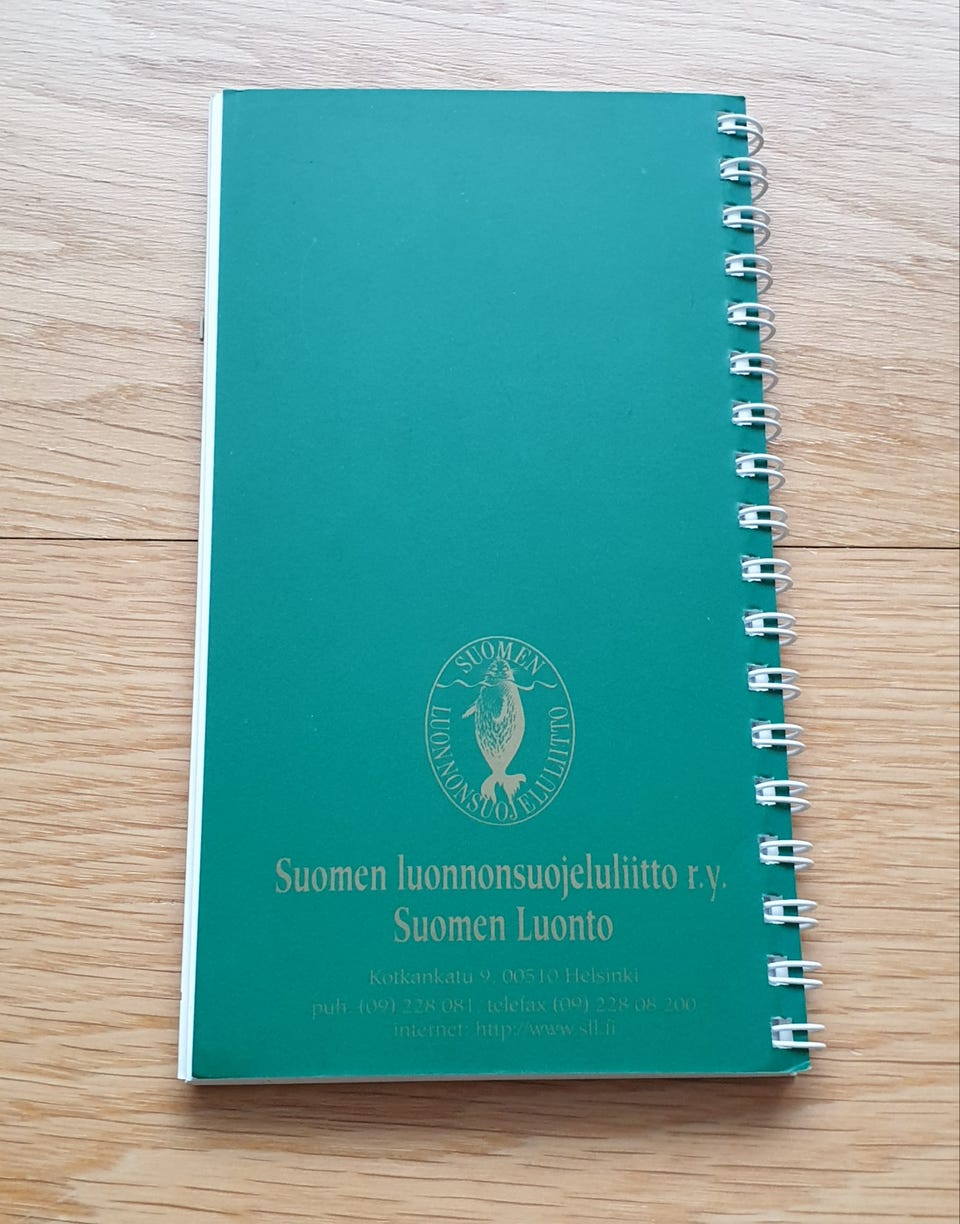 SUOMEN
LUONNONSUOJELULIITTO
Suomen luonnonsuojeluliitto r.y.
Suomen Luonto
Kotkankatu 9, 00510 Helsinki
puh. (09) 228 081, telefax (09) 228 08 200
internet: http://www.sll.fi